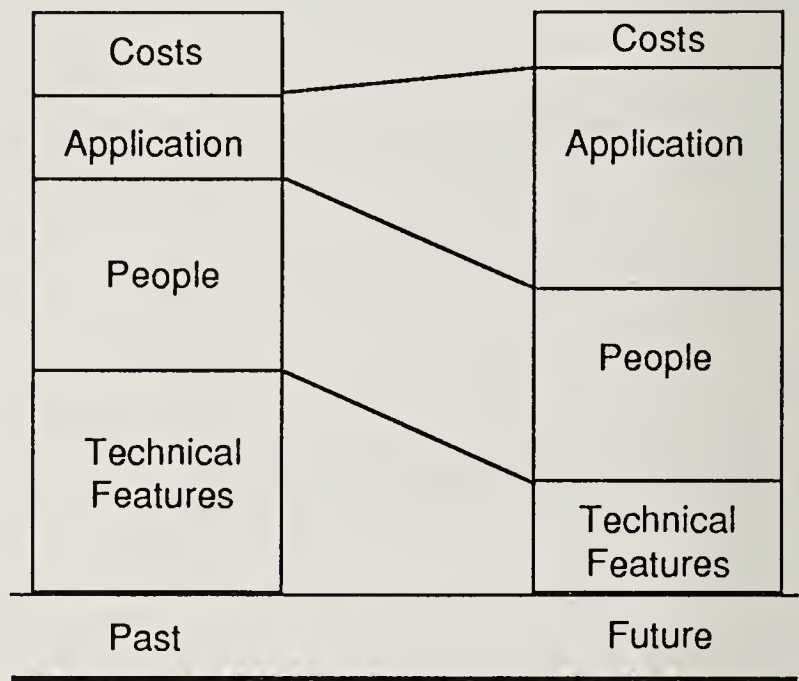 Costs
Application
People
Technical
Features
Past
Costs
Application
People
Technical
Features
Future